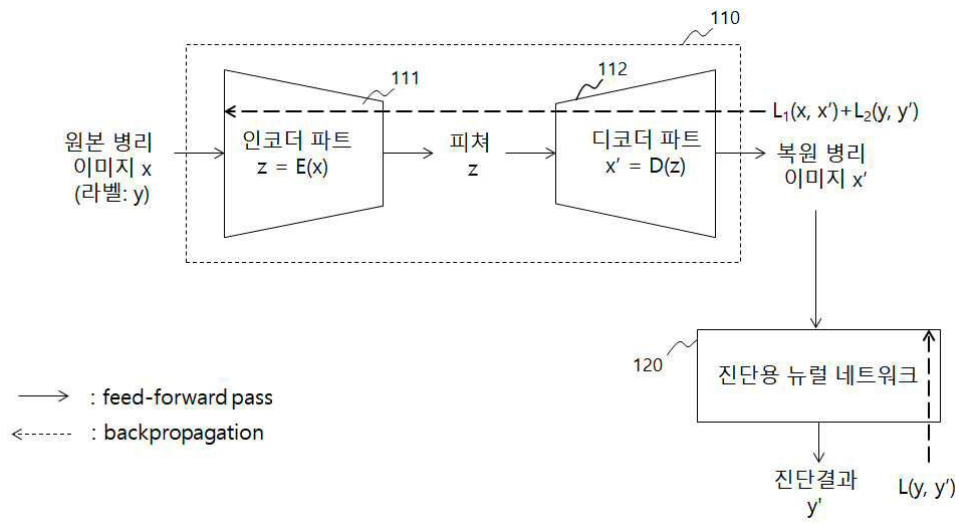 110
111
112
L₁(x, x′)+L₂(y, y′)
원본 병리
이미지 x
(라벨: y)
인코더 파트
z = E(x)
피쳐
z
디코더 파트
x′ = D(z)
복원 병리
이미지 x′
120
진단용 뉴럴 네트워크
: feed-forward pass
: backpropagation
진단결과
y'
L(y, y′)